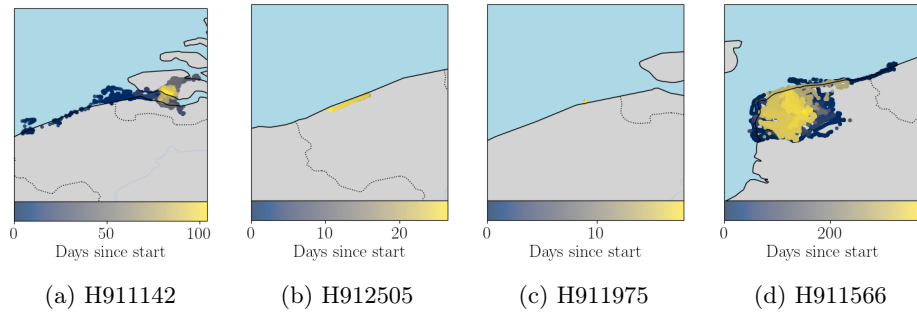 0 50 100 0 10 20 0 10 0 200
Days since start Days since start Days since start Days since start
(a) H911142 (b) H912505 (c) H911975 (d) H911566